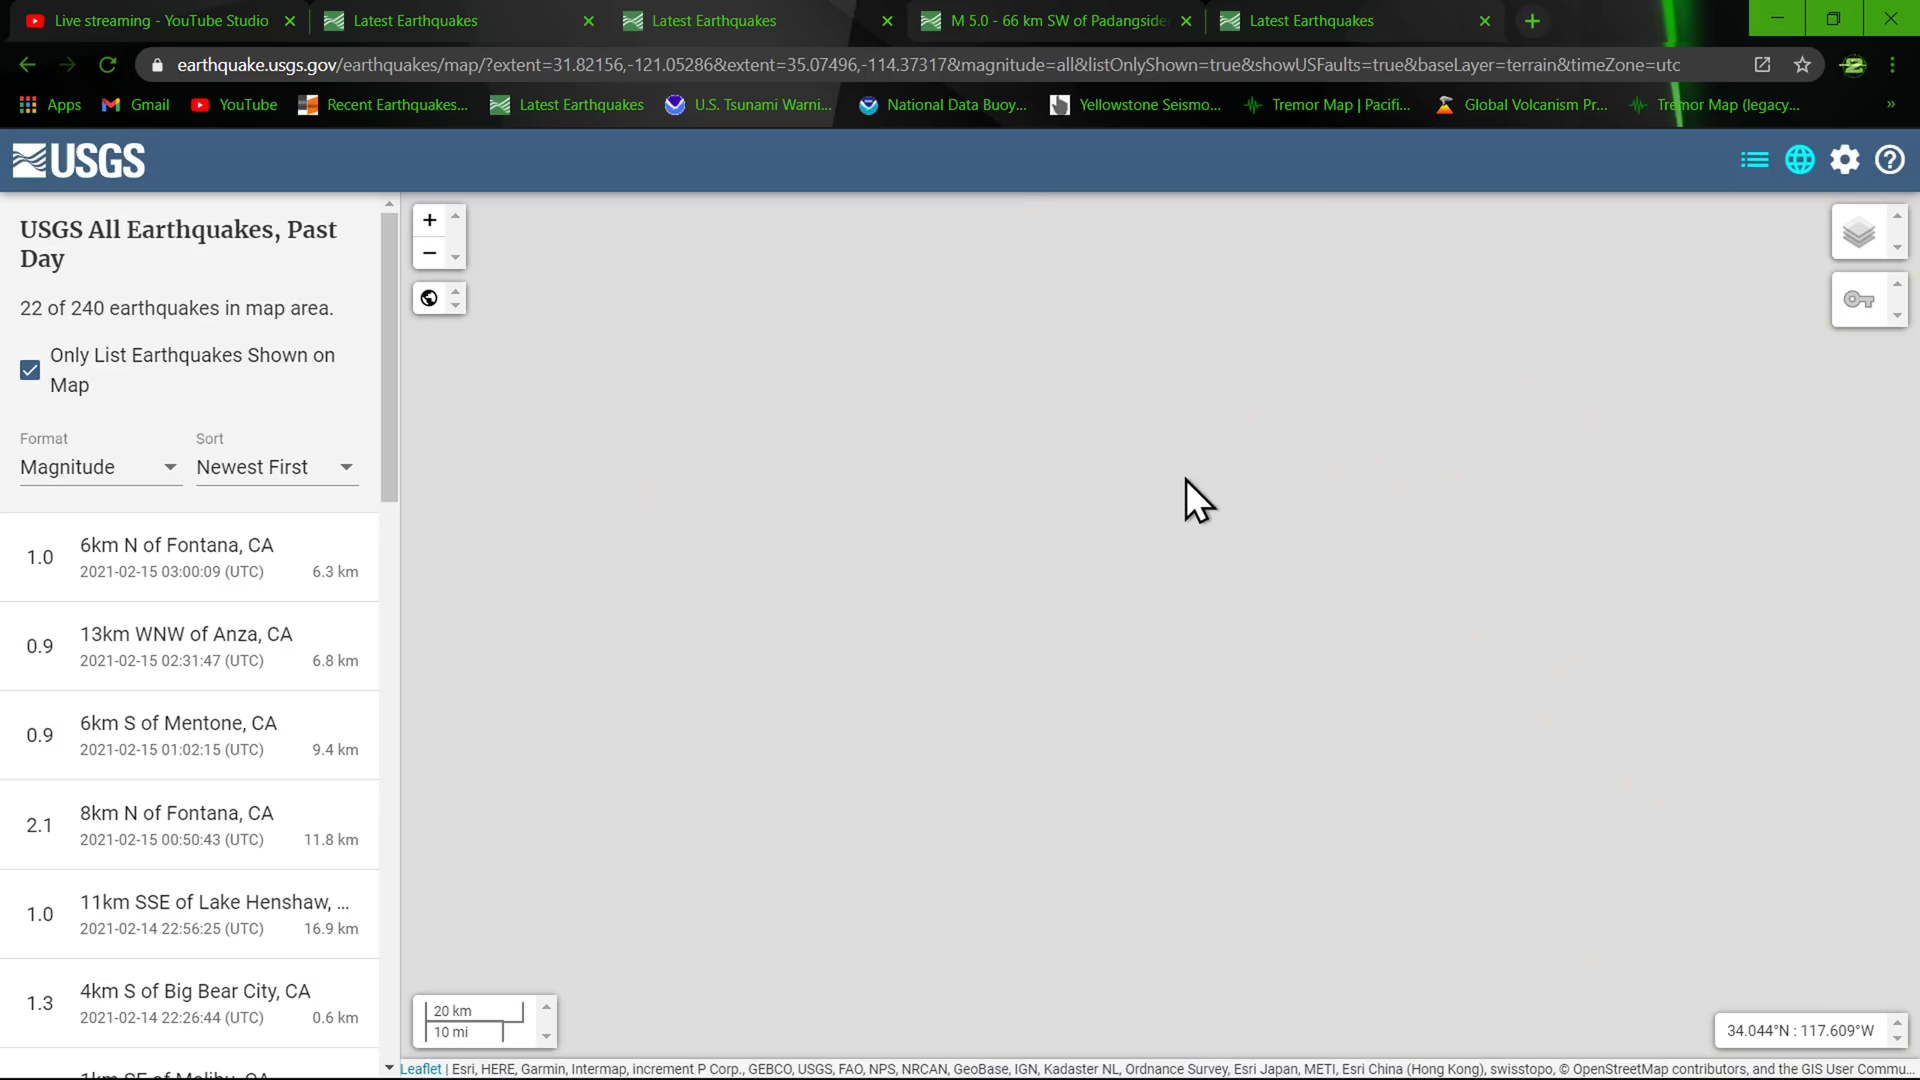 Live streaming - YouTube Studio
Latest Earthquakes
Latest Earthquakes
M 5.0 - 66 km SW of Padangside
Latest Earthquakes
earthquake.usgs.gov/earthquakes/map/?extent=31.82156,-121.05286&extent=35.07496,-114.37317&magnitude=all&listOnlyShown=true&showUSFaults=true&baseLayer=terrain&timeZone=utc
Apps
Gmail
YouTube
Recent Earthquakes...
Latest Earthquakes
U.S. Tsunami Warni...
National Data Buoy...
Yellowstone Seismo...
Tremor Map | Pacifi...
Global Volcanism Pr...
Tremor Map (legacy...
»
USGS
USGS All Earthquakes, Past
Day
22 of 240 earthquakes in map area.
Only List Earthquakes Shown on
Map
Format
Sort
Magnitude
Newest First
1.0
6km N of Fontana, CA
2021-02-15 03:00:09 (UTC)
6.3 km
0.9
13km WNW of Anza, CA
2021-02-15 02:31:47 (UTC)
6.8 km
0.9
6km S of Mentone, CA
2021-02-15 01:02:15 (UTC)
9.4 km
2.1
8km N of Fontana, CA
2021-02-15 00:50:43 (UTC)
11.8 km
1.0
11km SSE of Lake Henshaw, ...
2021-02-14 22:56:25 (UTC)
16.9 km
1.3
4km S of Big Bear City, CA
2021-02-14 22:26:44 (UTC)
0.6 km
1km SE of Malibu, CA
+
−
20 km
10 mi
34.044°N : 117.609°W
Leaflet | Esri, HERE, Garmin, Intermap, increment P Corp., GEBCO, USGS, FAO, NPS, NRCAN, GeoBase, IGN, Kadaster NL, Ordnance Survey, Esri Japan, METI, Esri China (Hong Kong), swisstopo, © OpenStreetMap contributors, and the GIS User Commu...